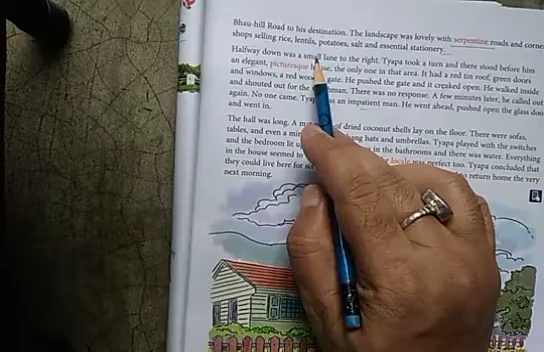 Bhau-hill Road to his destination. The landscape was lovely with serpentine roads and corner
shops selling rice, lentils, potatoes, salt and essential stationery.
Halfway down was a small lane to the right. Tyapa took a turn and there stood before him
an elegant, picturesque house, the only one in that area. It had a red tin roof, green doors
and windows, a red wooden gate. He pushed the gate and it creaked open. He walked inside
and shouted out for the man. There was no response. A few minutes later, he called out
again. No one came. Tyapa was an impatient man. He went ahead, pushed open the glass door
and went in.
The hall was long. A of dried coconut shells lay on the floor. There were sofas,
tables, and even a hang hats and umbrellas. Tyapa played with the switches
and the bedroom lit in the bathrooms and there was water. Everything
in the house seemed to locale was perfect too. Tyapa concluded that
they could live here for return home the very
next morning.